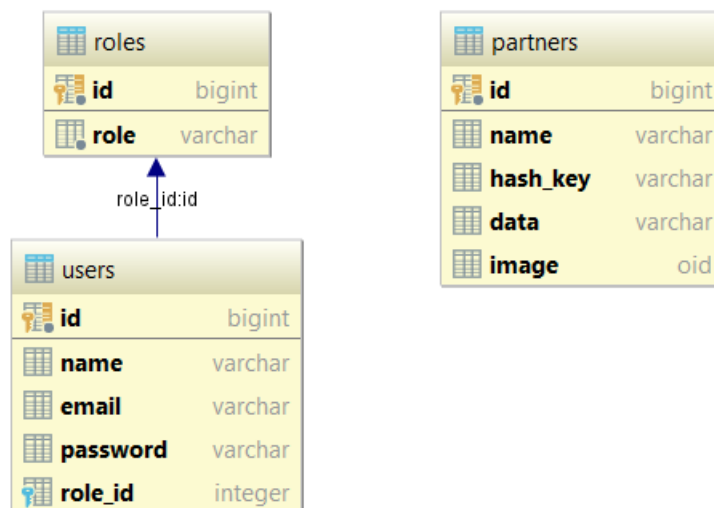 roles
id bigint
role varchar
role_id:id
users
id bigint
name varchar
email varchar
password varchar
role_id integer
partners
id bigint
name varchar
hash_key varchar
data varchar
image oid